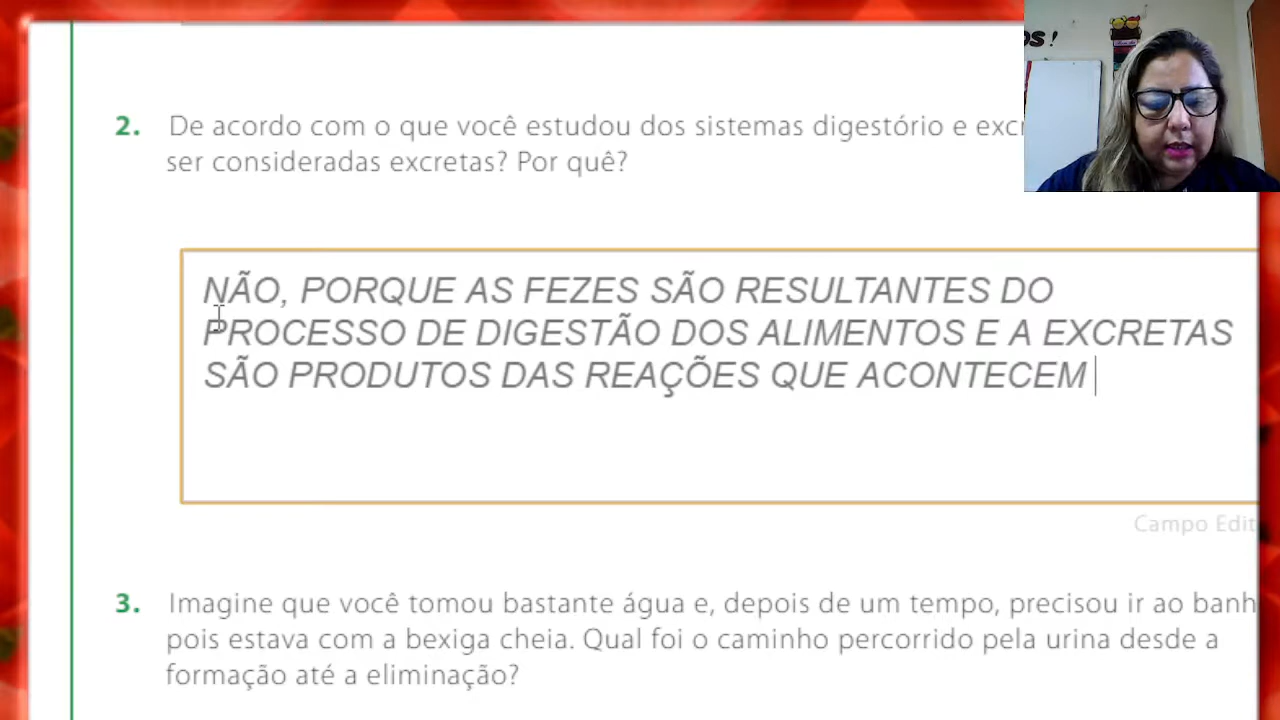 OS!
2. De acordo com o que você estudou dos sistemas digestório e
ser consideradas excretas? Por quê?
NÃO, PORQUE AS FEZES SÃO RESULTANTES DO
PROCESSO DE DIGESTÃO DOS ALIMENTOS E A EXCRETAS
SÃO PRODUTOS DAS REAÇÕES QUE ACONTECEM
Campo Edit
3. Imagine que você tomou bastante água e, depois de um tempo, precisou ir ao banh
pois estava com a bexiga cheia. Qual foi o caminho percorrido pela urina desde a
formação até a eliminação?